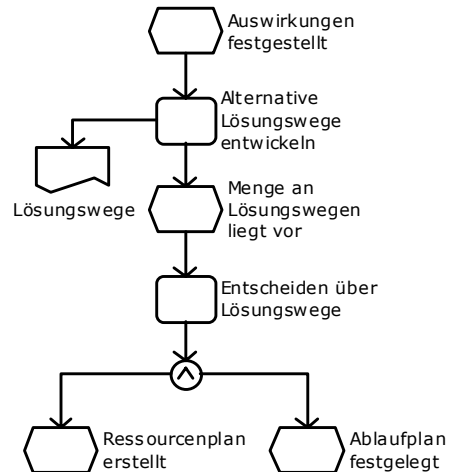 Auswirkungen
festgestellt
Alternative
Lösungswege
entwickeln
Lösungswege
Menge an
Lösungswegen
liegt vor
Entscheiden über
Lösungswege
Ressourcenplan
erstellt
Ablaufplan
festgelegt